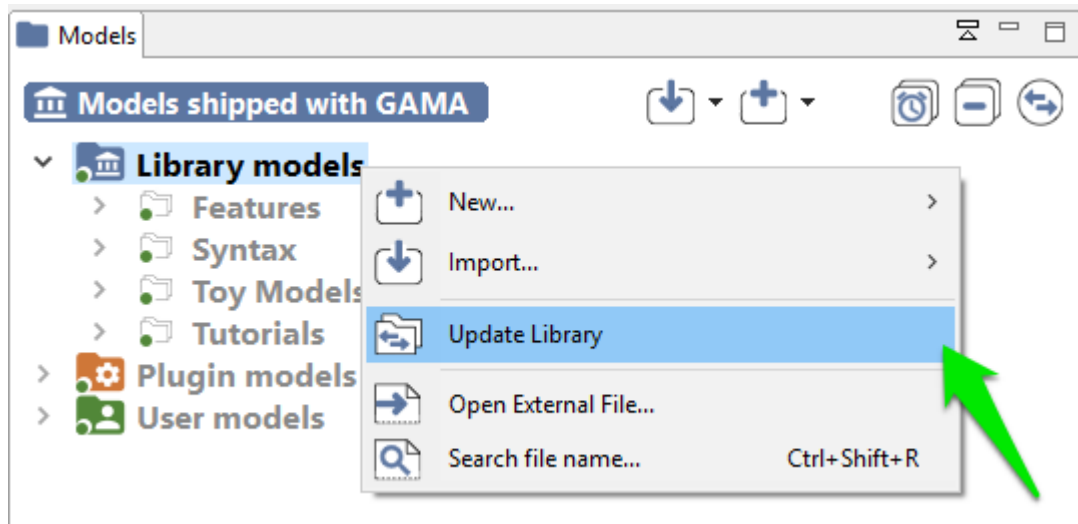 Models
Models shipped with GAMA
Library models
New...
Features
Syntax
Import...
Toy Models
Tutorials
Update Library
Plugin models
Open External File...
User models
Search file name... Ctrl+Shift+R